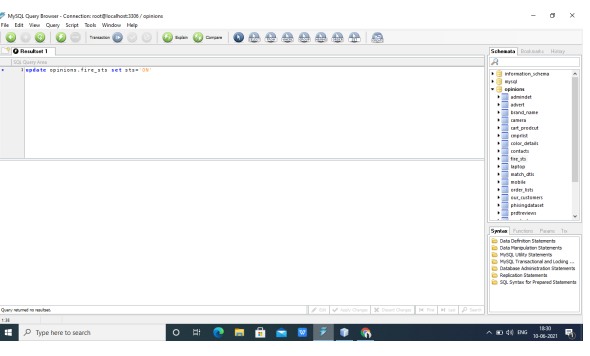 MySQL Query Browser - Connection: root@localhost:3306 / opinions
File Edit View Query Script Tools Window Help
Transaction Explain Compare
Resultset 1
SQL Query Area
1 update opinions.fire_sts set sts='ON'
Schemata Bookmarks History
information_schema
mysql
opinions
admindet
advert
brand_name
camera
cart_prodcut
cmprlist
color_details
contacts
fire_sts
laptop
match_dtls
mobile
order_lists
our_customers
phisingdataset
prdtreviews
Syntax Functions Params Trx
Data Definition Statements
Data Manipulation Statements
MySQL Utility Statements
MySQL Transactional and Locking ...
Database Administration Statements
Replication Statements
SQL Syntax for Prepared Statements
Query returned no resultset.
Edit Apply Changes Discard Changes First Last Search
1:38
Type here to search
ENG
18:30
10-06-2021